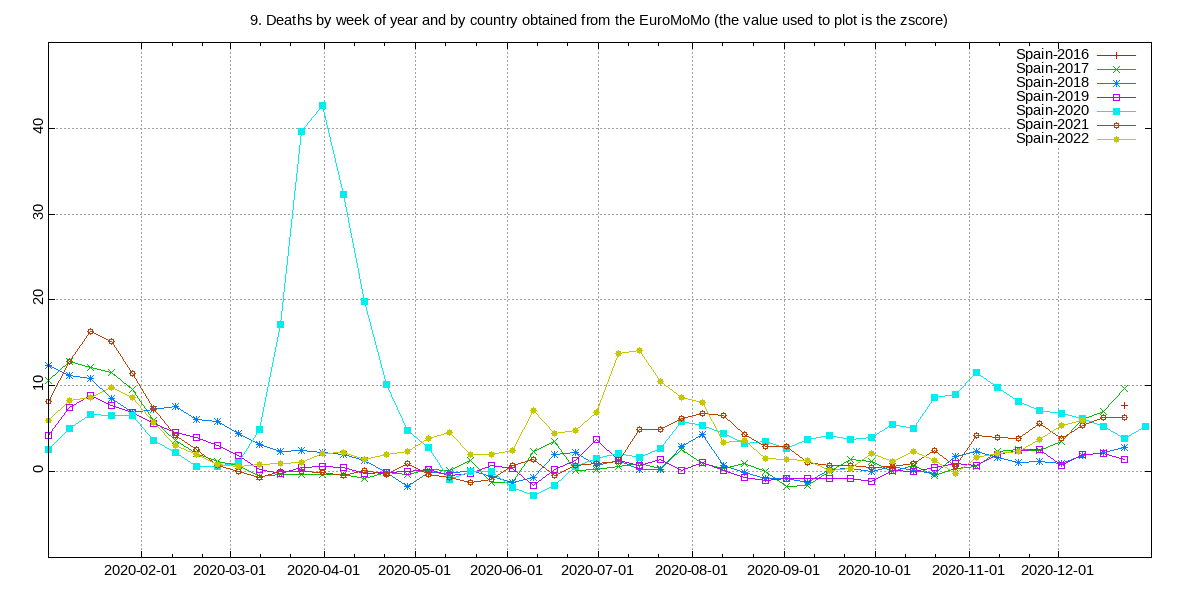 9. Deaths by week of year and by country obtained from the EuroMoMo (the value used to plot is the zscore)
Spain-2016
Spain-2017
Spain-2018
Spain-2019
Spain-2020
Spain-2021
Spain-2022
40
30
20
10
0
2020-02-01 2020-03-01 2020-04-01 2020-05-01 2020-06-01 2020-07-01 2020-08-01 2020-09-01 2020-10-01 2020-11-01 2020-12-01